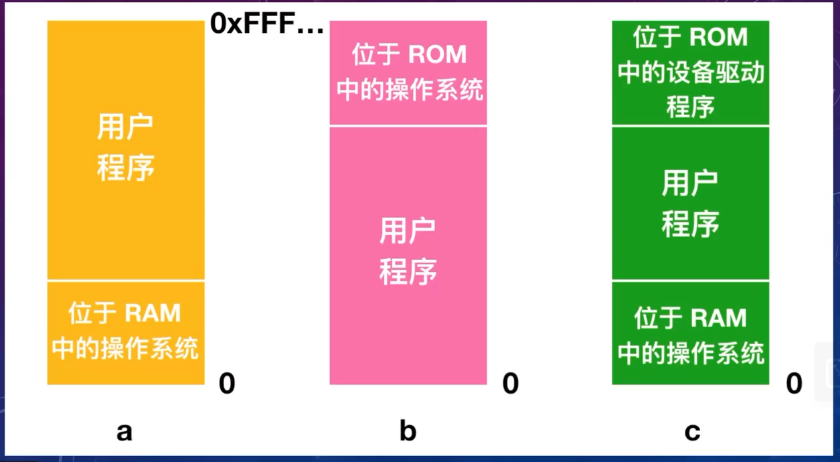 0xFFF…
用户
程序
位于 RAM
中的操作系统
0
a
位于 ROM
中的操作系统
用户
程序
0
b
位于 ROM
中的设备驱动
程序
用户
程序
位于 RAM
中的操作系统
0
c